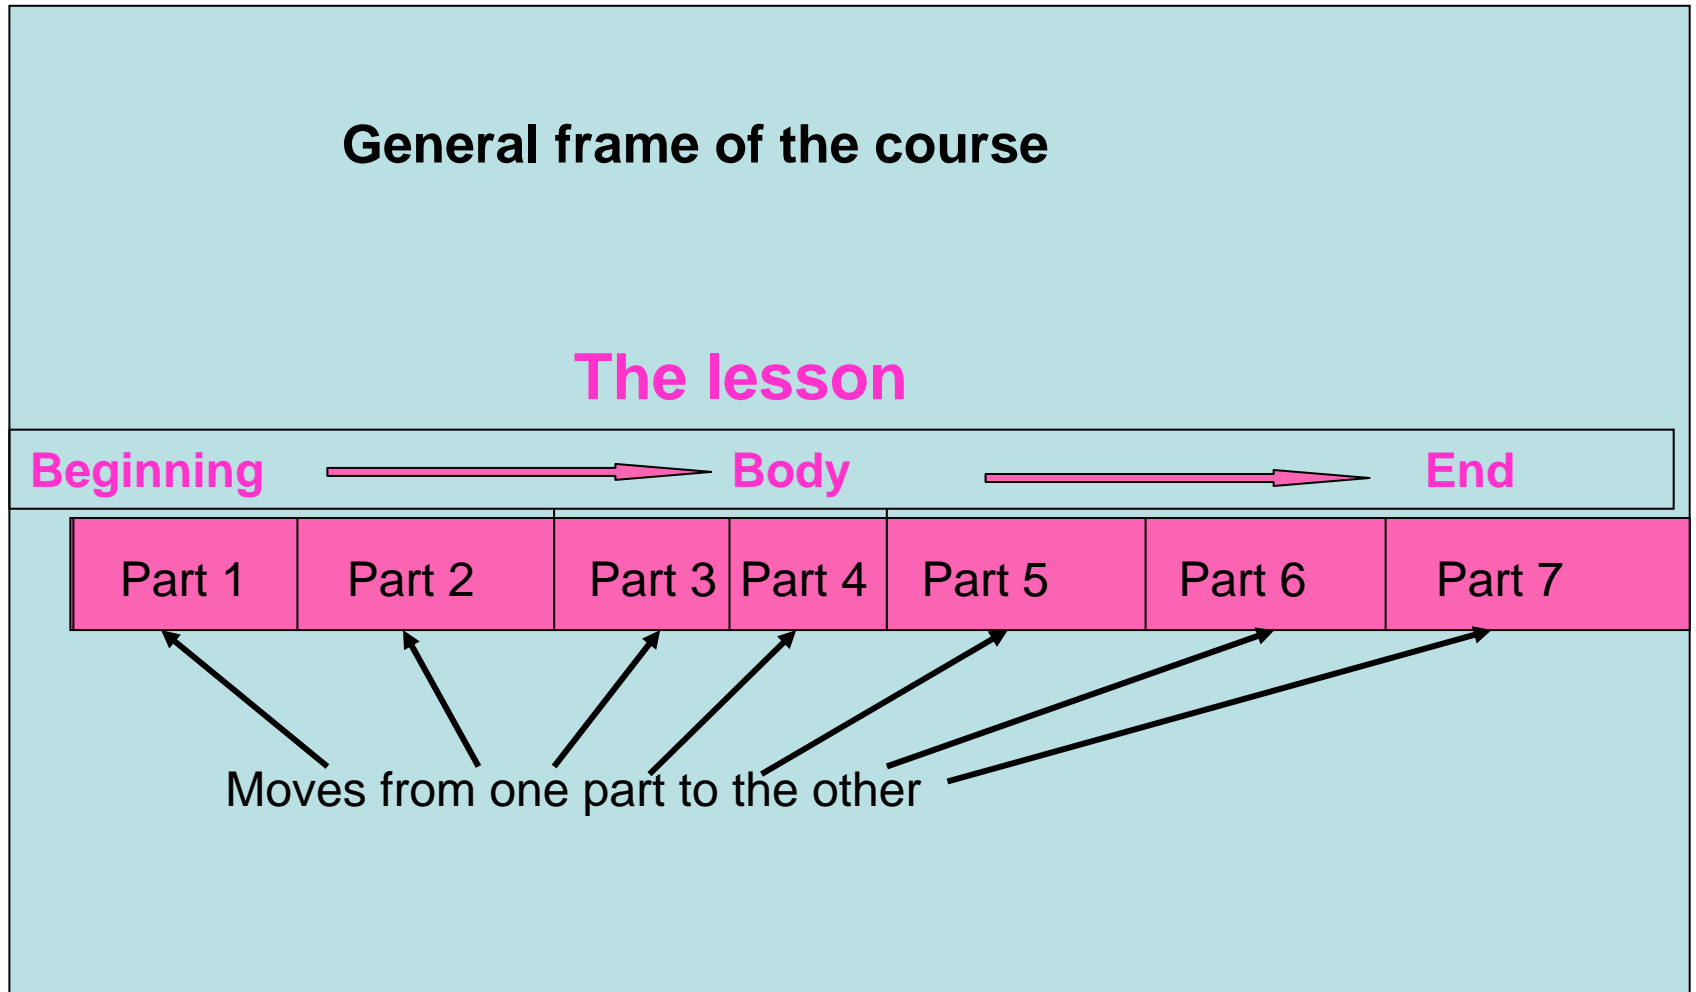 General frame of the course
The lesson
Beginning Body End
Part 1 Part 2 Part 3 Part 4 Part 5 Part 6 Part 7
Moves from one part to the other